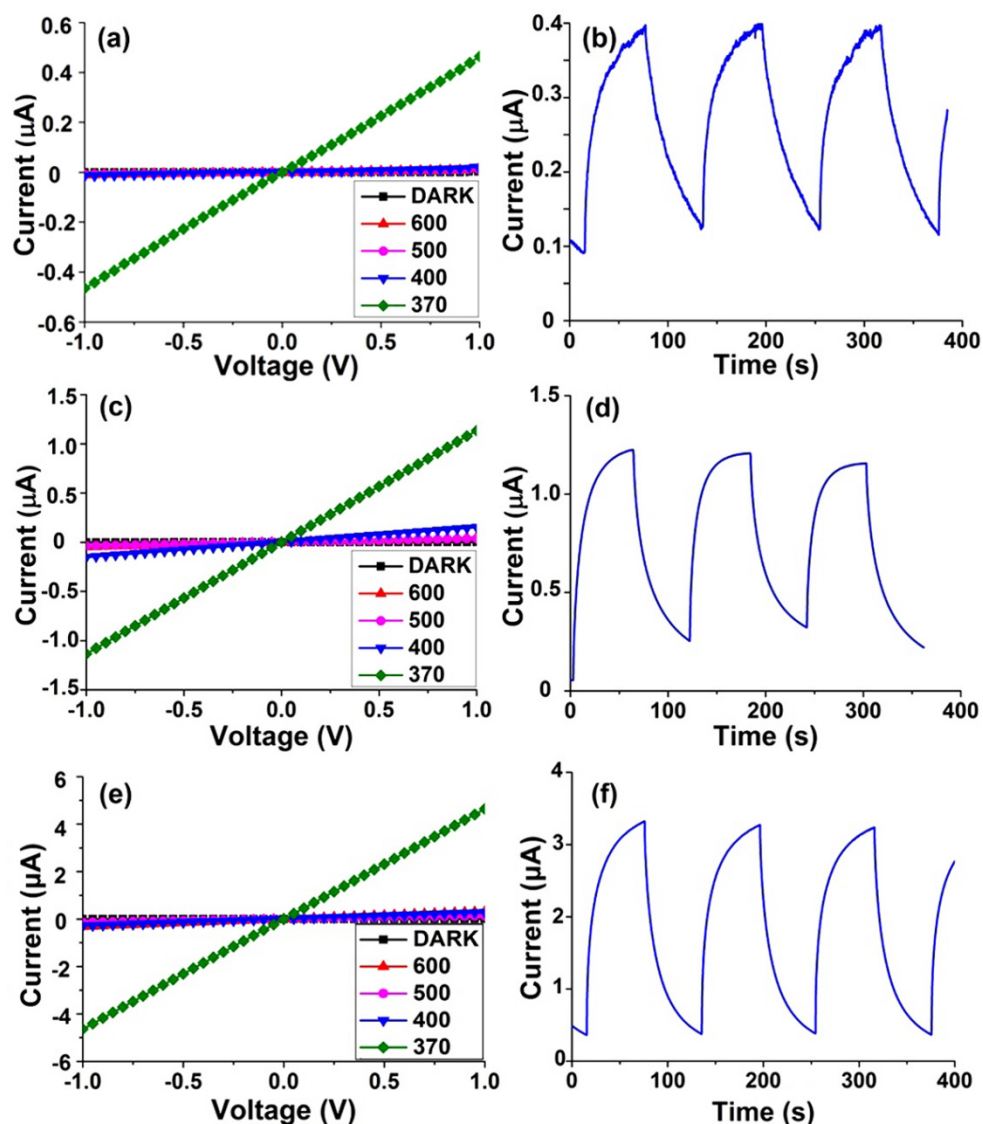 (a)
Current (μA)
0.6
0.4
0.2
0
-0.2
-0.4
-0.6
-1.0 -0.5 0.0 0.5 1.0
Voltage (V)
DARK
600
500
400
370
(b)
Current (μA)
0.4
0.3
0.2
0.1
0
0 100 200 300 400
Time (s)
(c)
Current (μA)
1.5
1.0
0.5
0
-0.5
-1.0
-1.5
-1.0 -0.5 0.0 0.5 1.0
Voltage (V)
DARK
600
500
400
370
(d)
Current (μA)
1.5
1.0
0.5
0
0 100 200 300 400
Time (s)
(e)
Current (μA)
6
4
2
0
-2
-4
-6
-1.0 -0.5 0.0 0.5 1.0
Voltage (V)
DARK
600
500
400
370
(f)
Current (μA)
4
3
2
1
0
0 100 200 300 400
Time (s)